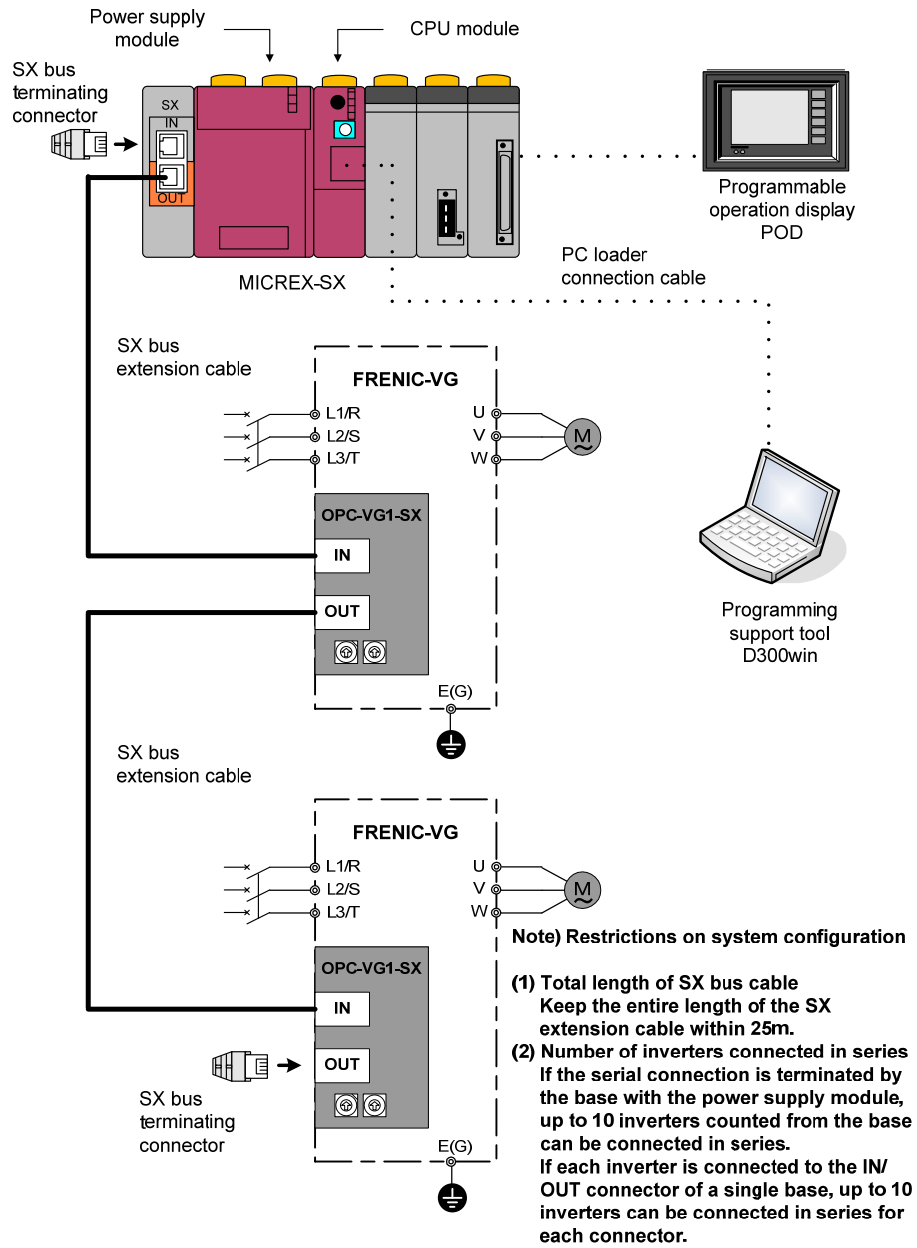 Power supply
module
CPU module
SX bus
terminating
connector
SX
IN
OUT
MICREX-SX
Programmable
operation display
POD
PC loader
connection cable
SX bus
extension cable
FRENIC-VG
L1/R
L2/S
L3/T
U
V
W
M
OPC-VG1-SX
IN
OUT
E(G)
Programming
support tool
D300win
SX bus
extension cable
FRENIC-VG
L1/R
L2/S
L3/T
U
V
W
M
OPC-VG1-SX
IN
OUT
E(G)
SX bus
terminating
connector
Note) Restrictions on system configuration
(1) Total length of SX bus cable
Keep the entire length of the SX
extension cable within 25m.
(2) Number of inverters connected in series
If the serial connection is terminated by
the base with the power supply module,
up to 10 inverters counted from the base
can be connected in series.
If each inverter is connected to the IN/
OUT connector of a single base, up to 10
inverters can be connected in series for
each connector.